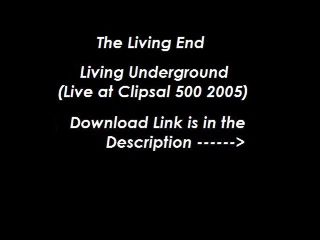 The Living End
Living Underground
(Live at Clipsal 500 2005)
Download Link is in the
Description ------>